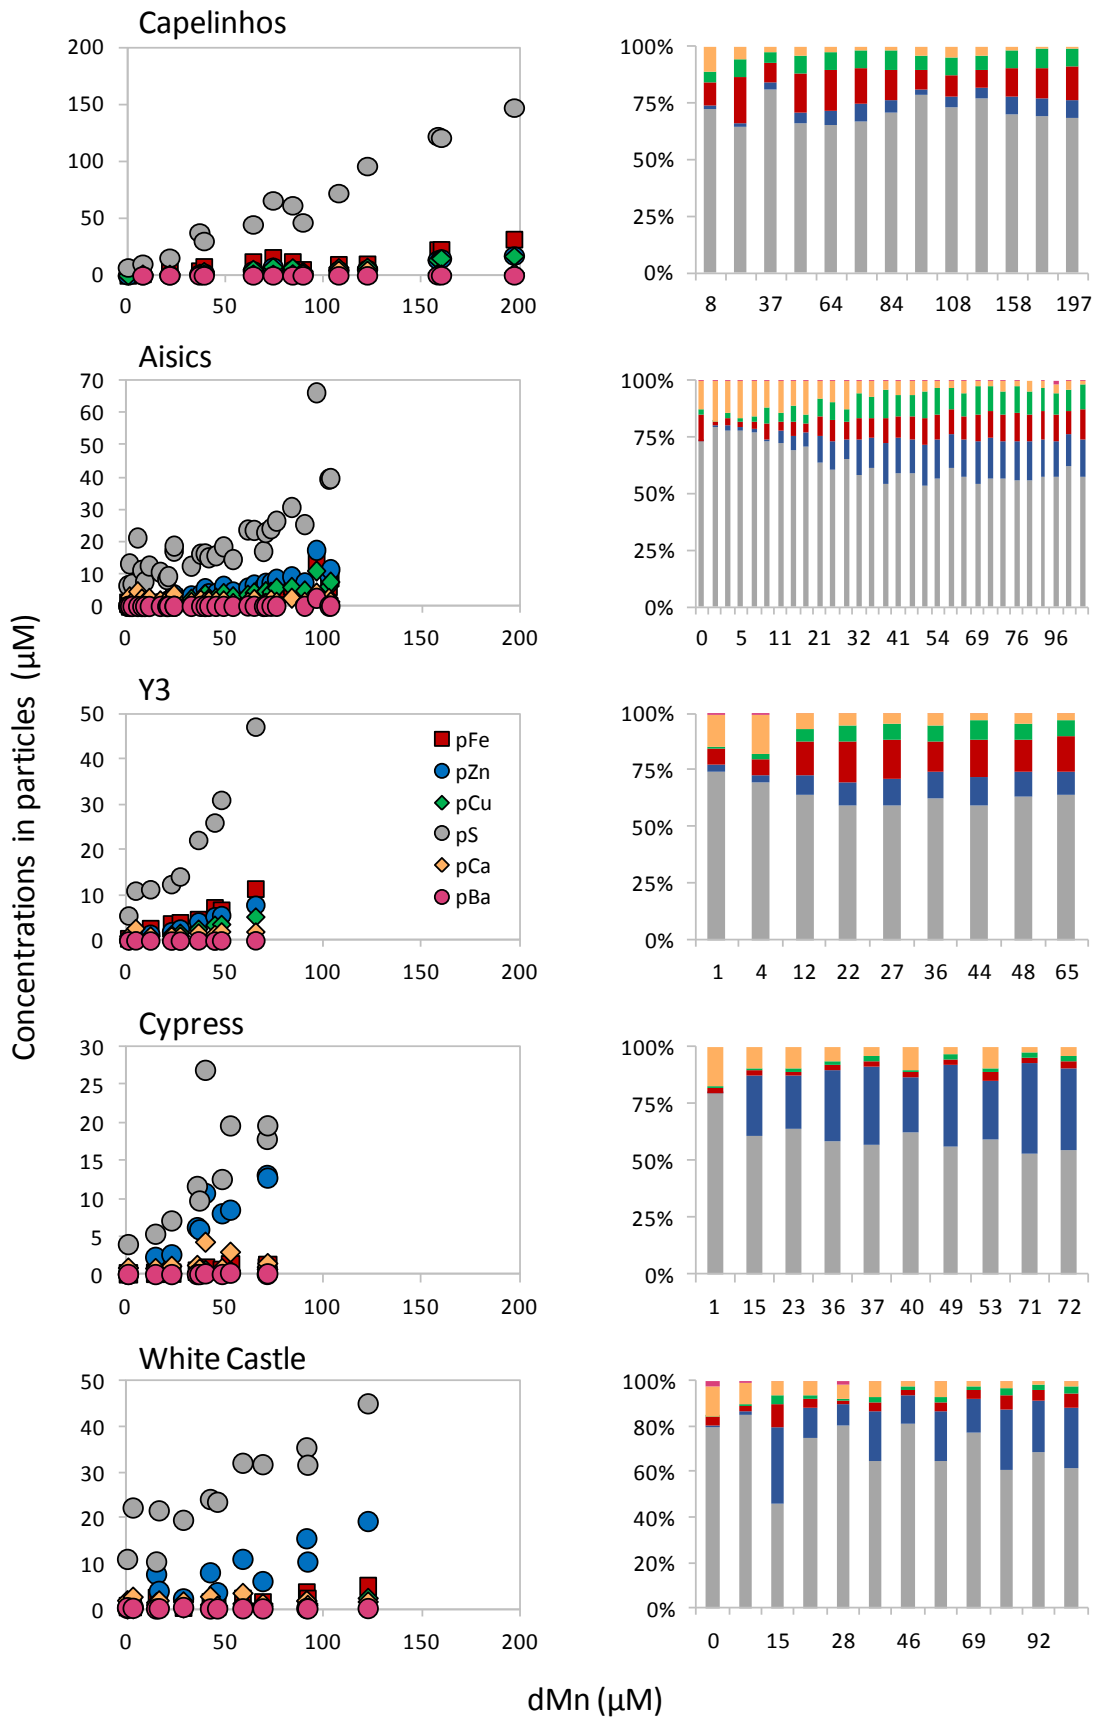 Capelinhos
200
150
100
50
0
0 50 100 150 200
100%
75%
50%
25%
0%
8 37 64 84 108 158 197
Aisics
70
60
50
40
30
20
10
0
0 50 100 150 200
100%
75%
50%
25%
0%
0 5 11 21 32 41 54 69 76 96
Concentrations in particles (µM)
Y3
50
40
30
20
10
0
0 50 100 150 200
pFe
pZn
pCu
pS
pCa
pBa
100%
75%
50%
25%
0%
1 4 12 22 27 36 44 48 65
Cypress
30
25
20
15
10
5
0
0 50 100 150 200
100%
75%
50%
25%
0%
1 15 23 36 37 40 49 53 71 72
White Castle
50
40
30
20
10
0
0 50 100 150 200
100%
80%
60%
40%
20%
0%
0 15 28 46 69 92
dMn (µM)